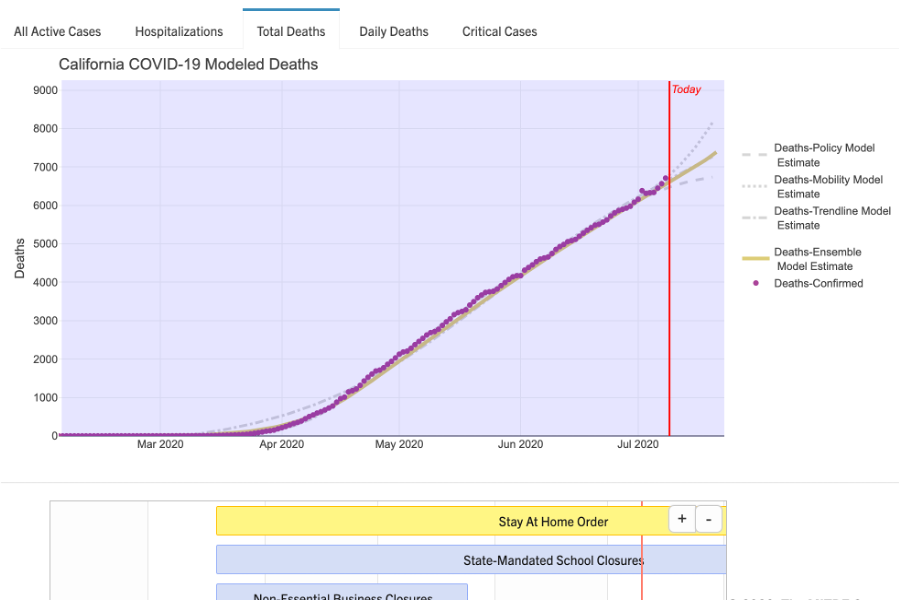 All Active Cases
Hospitalizations
Total Deaths
Daily Deaths
Critical Cases
California COVID-19 Modeled Deaths
9000
8000
7000
6000
5000
4000
3000
2000
1000
0
Deaths
Mar 2020
Apr 2020
May 2020
Jun 2020
Jul 2020
Today
Deaths-Policy Model
Estimate
Deaths-Mobility Model
Estimate
Deaths-Trendline Model
Estimate
Deaths-Ensemble
Model Estimate
Deaths-Confirmed
Stay At Home Order
+
-
State-Mandated School Closures
Non-Essential Business Closures